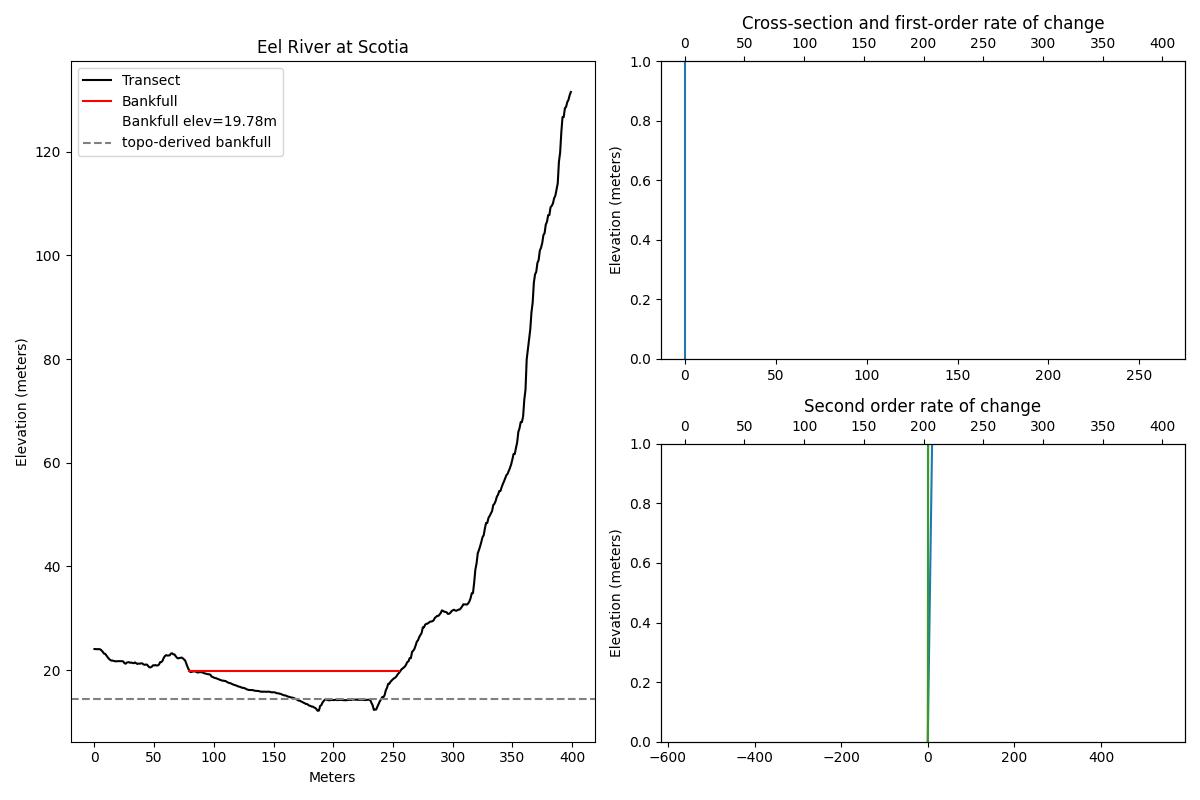 Eel River at Scotia
Transect
Bankfull
Bankfull elev=19.78m
topo-derived bankfull
120
100
80
60
40
20
Elevation (meters)
0 50 100 150 200 250 300 350 400
Meters
Cross-section and first-order rate of change
0 50 100 150 200 250 300 350 400
1.0
0.8
0.6
0.4
0.2
0.0
Elevation (meters)
0 50 100 150 200 250
Second order rate of change
0 50 100 150 200 250 300 350 400
1.0
0.8
0.6
0.4
0.2
0.0
Elevation (meters)
−600 −400 −200 0 200 400